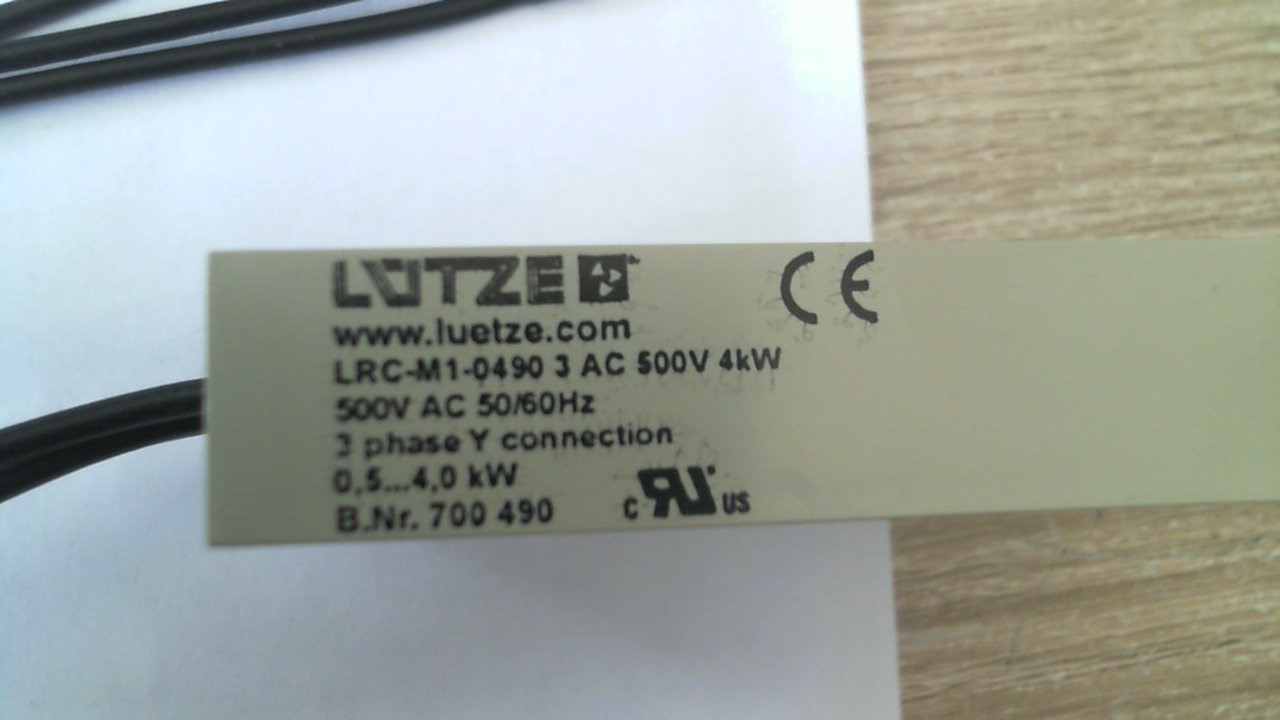 LÜTZE
CE
www.luetze.com
LRC-M1-0490 3 AC 500V 4kW
500V AC 50/60Hz
3 phase Y connection
0,5...4,0 kW
B.Nr. 700 490
c RU US